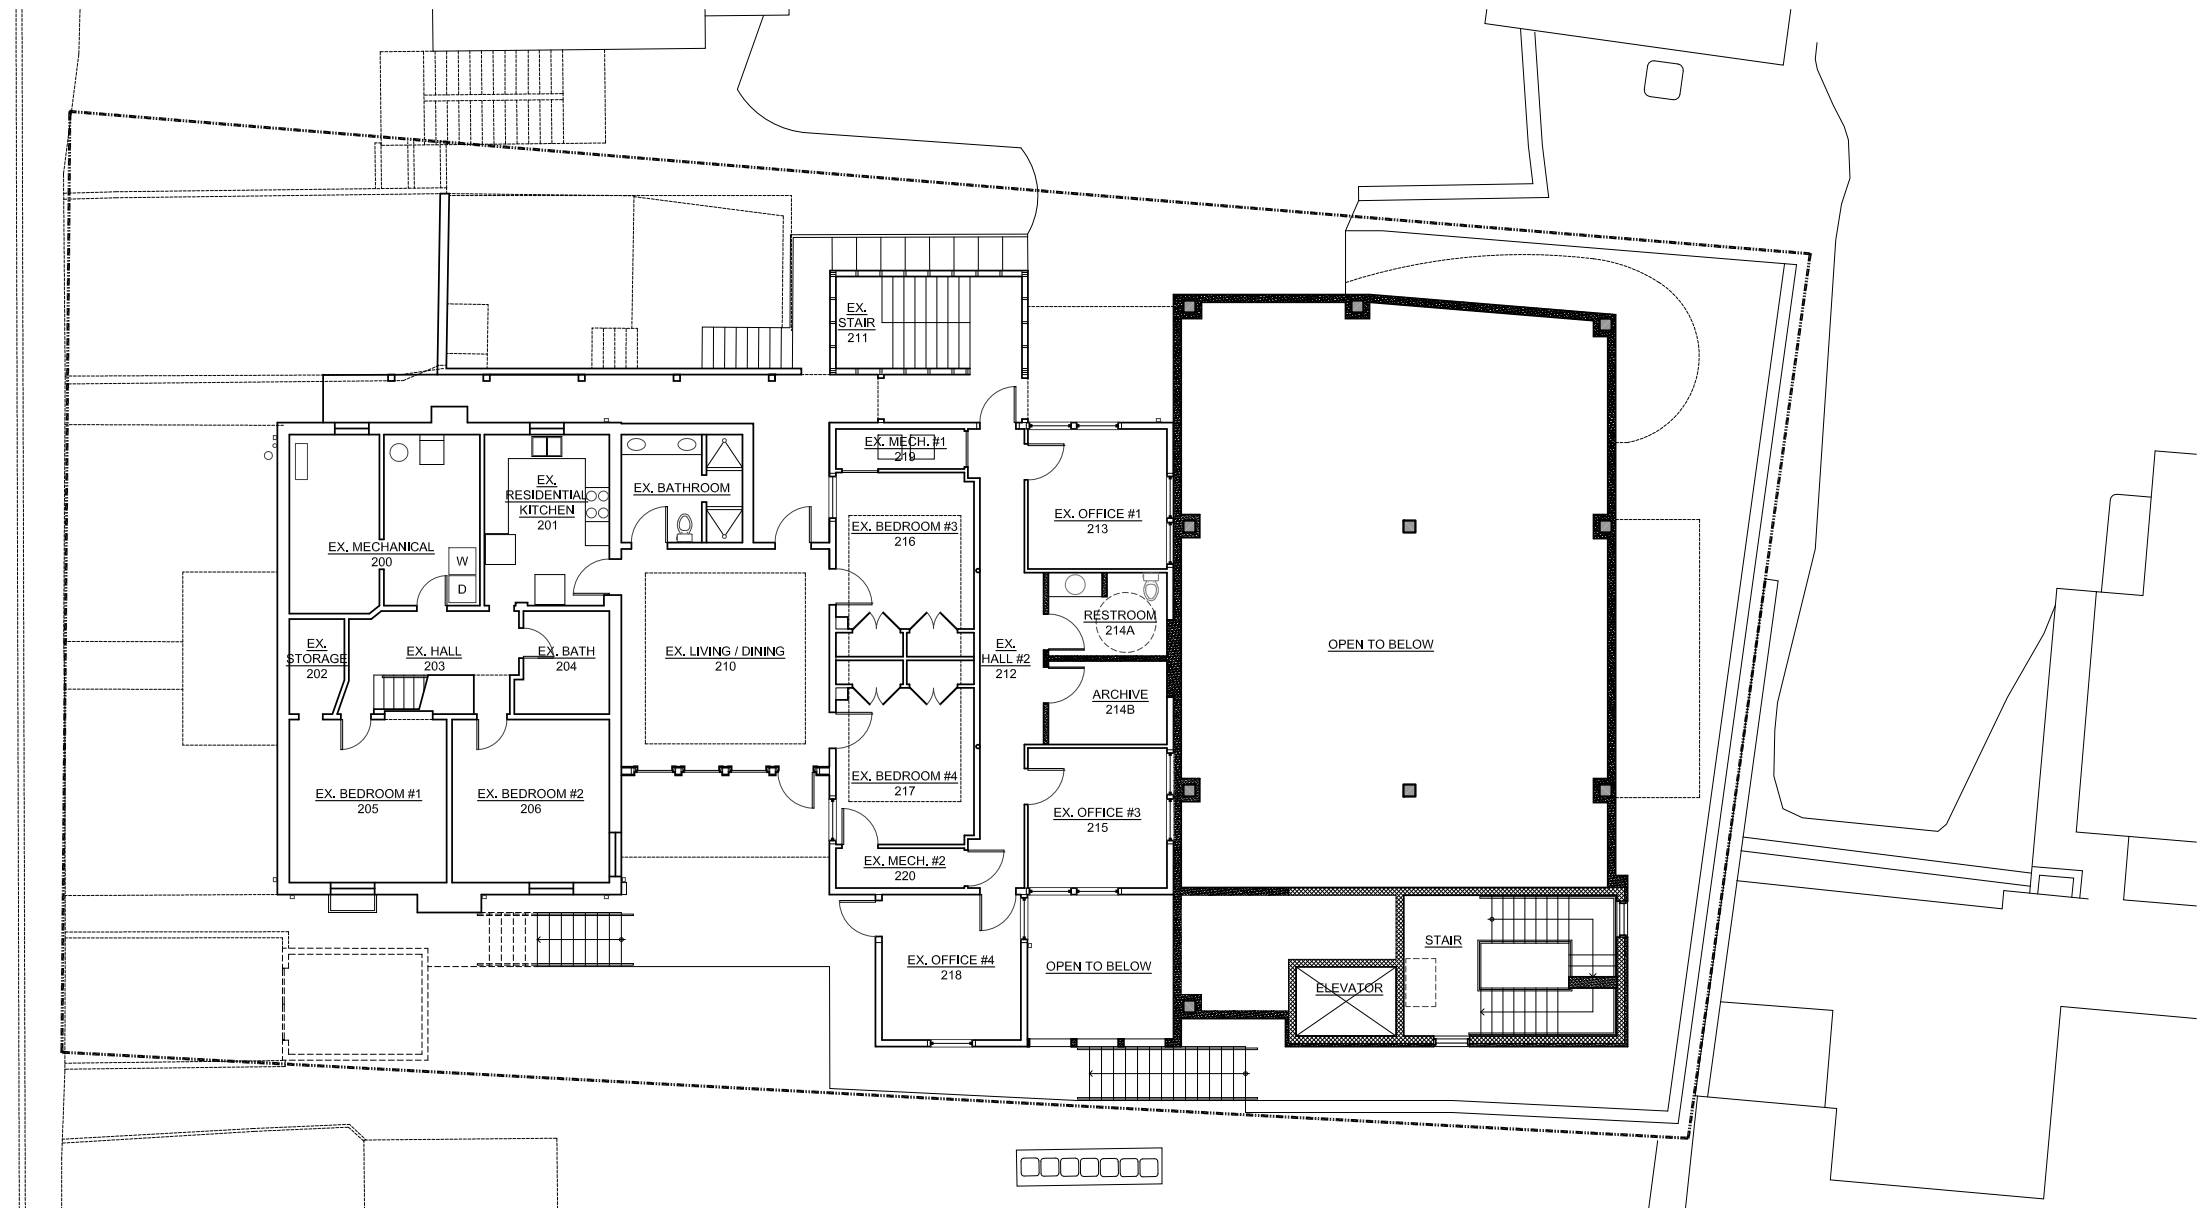 EX.
STAIR
211
EX. MECH. #1
219
EX.
RESIDENTIAL
KITCHEN
201
EX. BATHROOM
EX. BEDROOM #3
216
EX. OFFICE #1
213
EX. MECHANICAL
200
W
D
RESTROOM
214A
EX.
STORAGE
202
EX. HALL
203
EX. BATH
204
EX. LIVING / DINING
210
EX.
HALL #2
212
OPEN TO BELOW
ARCHIVE
214B
EX. BEDROOM #1
205
EX. BEDROOM #2
206
EX. BEDROOM #4
217
EX. OFFICE #3
215
EX. MECH. #2
220
EX. OFFICE #4
218
OPEN TO BELOW
STAIR
ELEVATOR